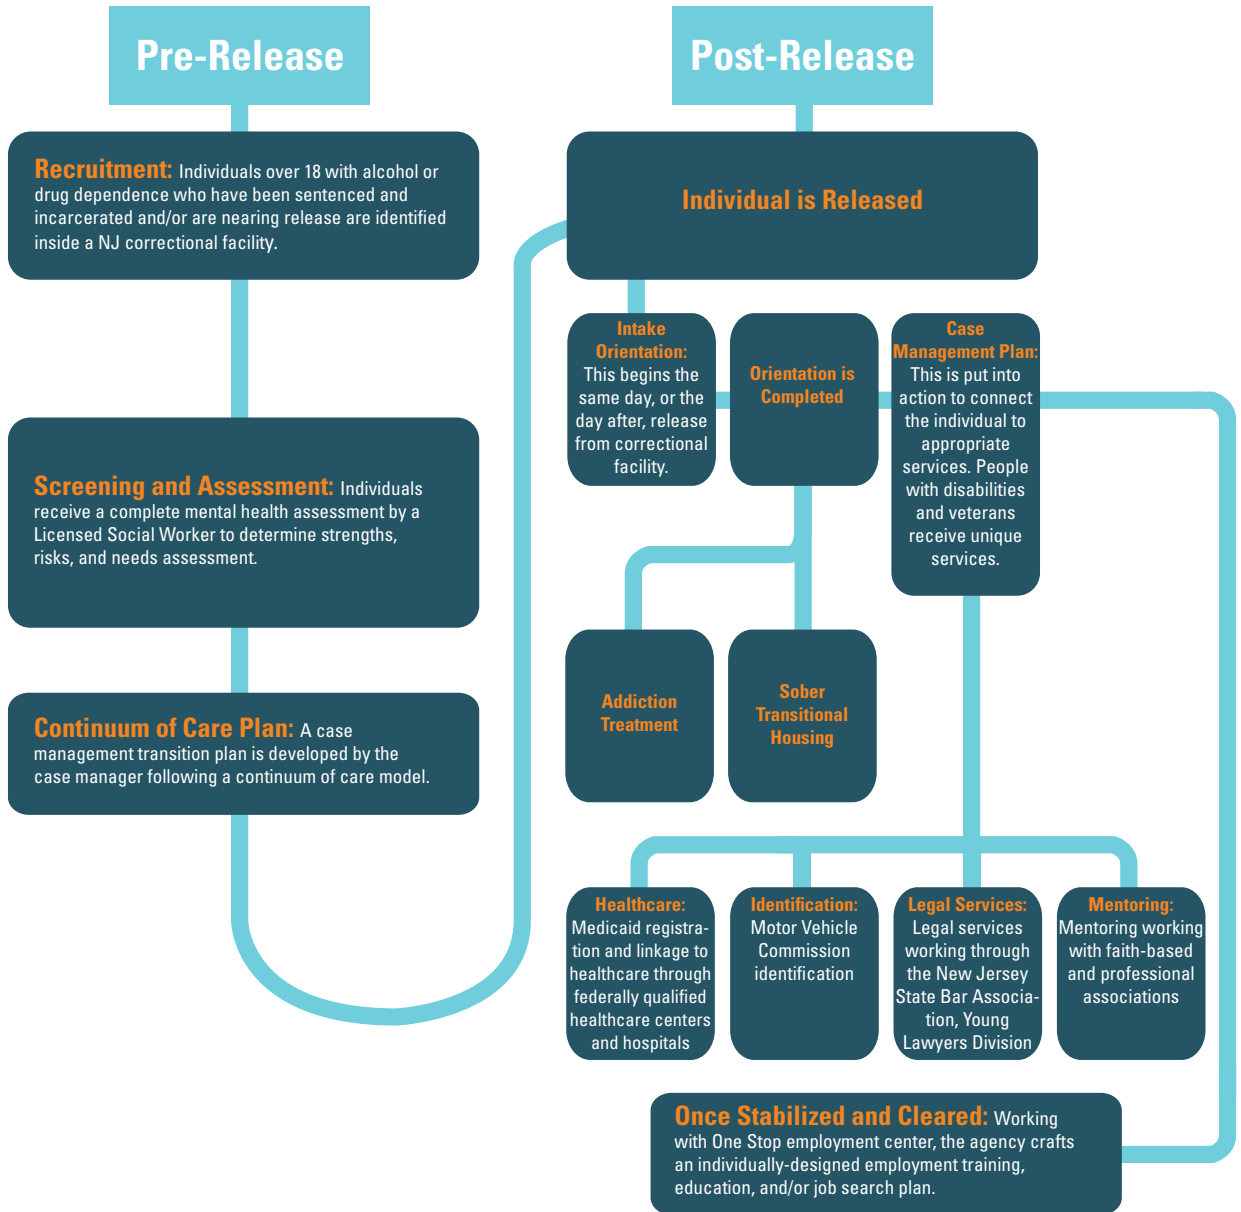 Pre-Release
Recruitment: Individuals over 18 with alcohol or
drug dependence who have been sentenced and
incarcerated and/or are nearing release are identified
inside a NJ correctional facility.
Screening and Assessment: Individuals
receive a complete mental health assessment by a
Licensed Social Worker to determine strengths,
risks, and needs assessment.
Continuum of Care Plan: A case
management transition plan is developed by the
case manager following a continuum of care model.
Post-Release
Individual is Released
Intake
Orientation:
This begins the
same day, or the
day after, release
from correctional
facility.
Orientation is
Completed
Case
Management Plan:
This is put into
action to connect
the individual to
appropriate
services. People
with disabilities
and veterans
receive unique
services.
Addiction
Treatment
Sober
Transitional
Housing
Healthcare:
Medicaid registra-
tion and linkage to
healthcare through
federally qualified
healthcare centers
and hospitals
Identification:
Motor Vehicle
Commission
identification
Legal Services:
Legal services
working through
the New Jersey
State Bar Associa-
tion, Young
Lawyers Division
Mentoring:
Mentoring working
with faith-based
and professional
associations
Once Stabilized and Cleared: Working
with One Stop employment center, the agency crafts
an individually-designed employment training,
education, and/or job search plan.